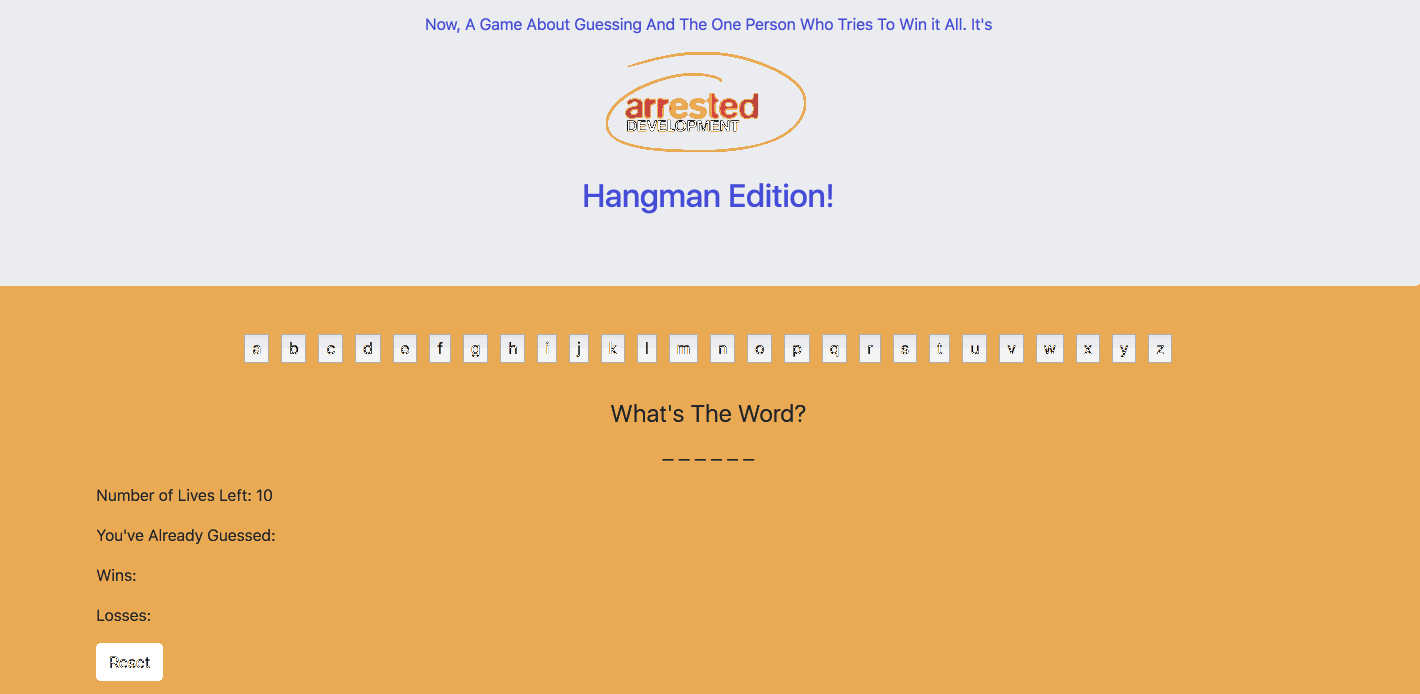 Now, A Game About Guessing And The One Person Who Tries To Win it All. It's
arrested
DEVELOPMENT
Hangman Edition!
a b c d e f g h i j k l m n o p q r s t u v w x y z
What's The Word?
_ _ _ _ _ _
Number of Lives Left: 10
You've Already Guessed:
Wins:
Losses:
Reset